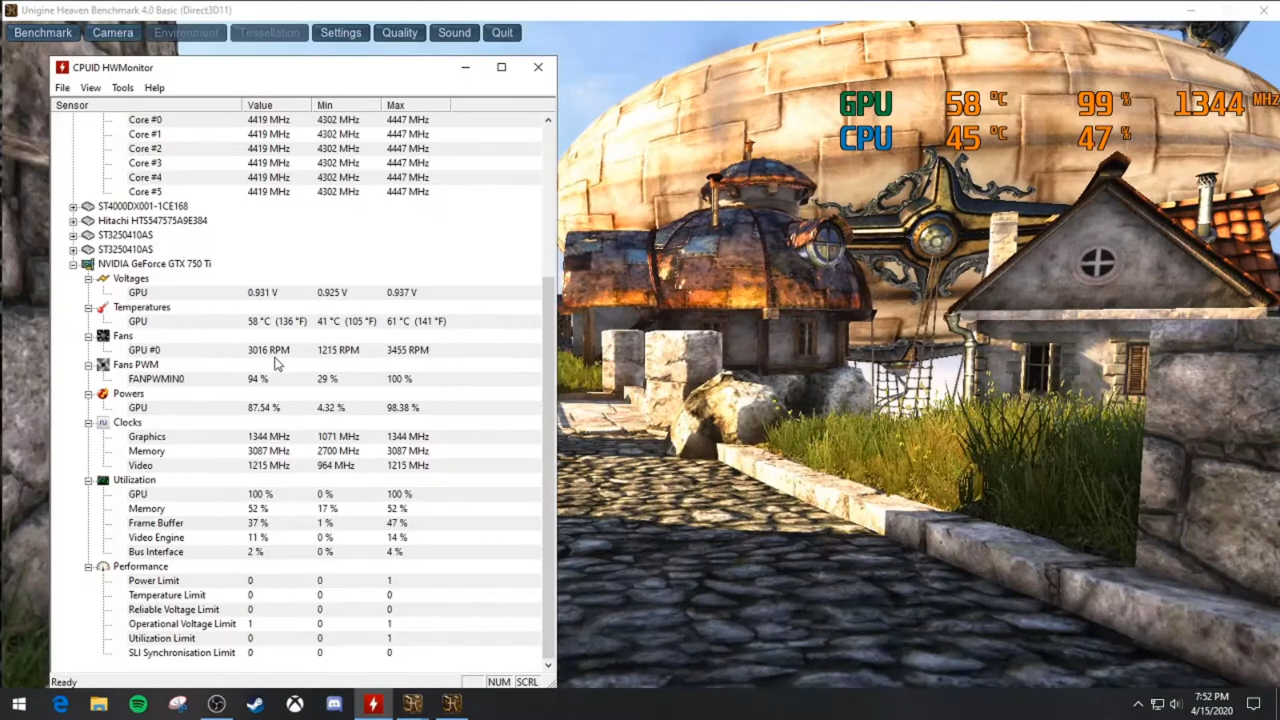 Unigine Heaven Benchmark 4.0 Basic (Direct3D11)
Benchmark Camera Environment Tessellation Settings Quality Sound Quit
CPUID HWMonitor
File View Tools Help
Sensor Value Min Max
Core #0 4419 MHz 4302 MHz 4447 MHz
Core #1 4419 MHz 4302 MHz 4447 MHz
Core #2 4419 MHz 4302 MHz 4447 MHz
Core #3 4419 MHz 4302 MHz 4447 MHz
Core #4 4419 MHz 4302 MHz 4447 MHz
Core #5 4419 MHz 4302 MHz 4447 MHz
ST4000DX001-1CE168
Hitachi HTS547575A9E384
ST3250410AS
ST3250410AS
NVIDIA GeForce GTX 750 Ti
Voltages
GPU 0.931 V 0.925 V 0.937 V
Temperatures
GPU 58 °C (136 °F) 41 °C (105 °F) 61 °C (141 °F)
Fans
GPU #0 3016 RPM 1215 RPM 3455 RPM
Fans PWM
FANPWMIN0 94 % 29 % 100 %
Powers
GPU 87.54 % 4.32 % 98.38 %
Clocks
Graphics 1344 MHz 1071 MHz 1344 MHz
Memory 3087 MHz 2700 MHz 3087 MHz
Video 1215 MHz 964 MHz 1215 MHz
Utilization
GPU 100 % 0 % 100 %
Memory 52 % 17 % 52 %
Frame Buffer 37 % 1 % 47 %
Video Engine 11 % 0 % 14 %
Bus Interface 2 % 0 % 4 %
Performance
Power Limit 0 0 1
Temperature Limit 0 0 0
Reliable Voltage Limit 0 0 0
Operational Voltage Limit 1 0 1
Utilization Limit 0 0 1
SLI Synchronisation Limit 0 0 0
Ready NUM SCRL
GPU 58 °C 99 % 1344 MHz
CPU 45 °C 47 %
7:52 PM
4/15/2020